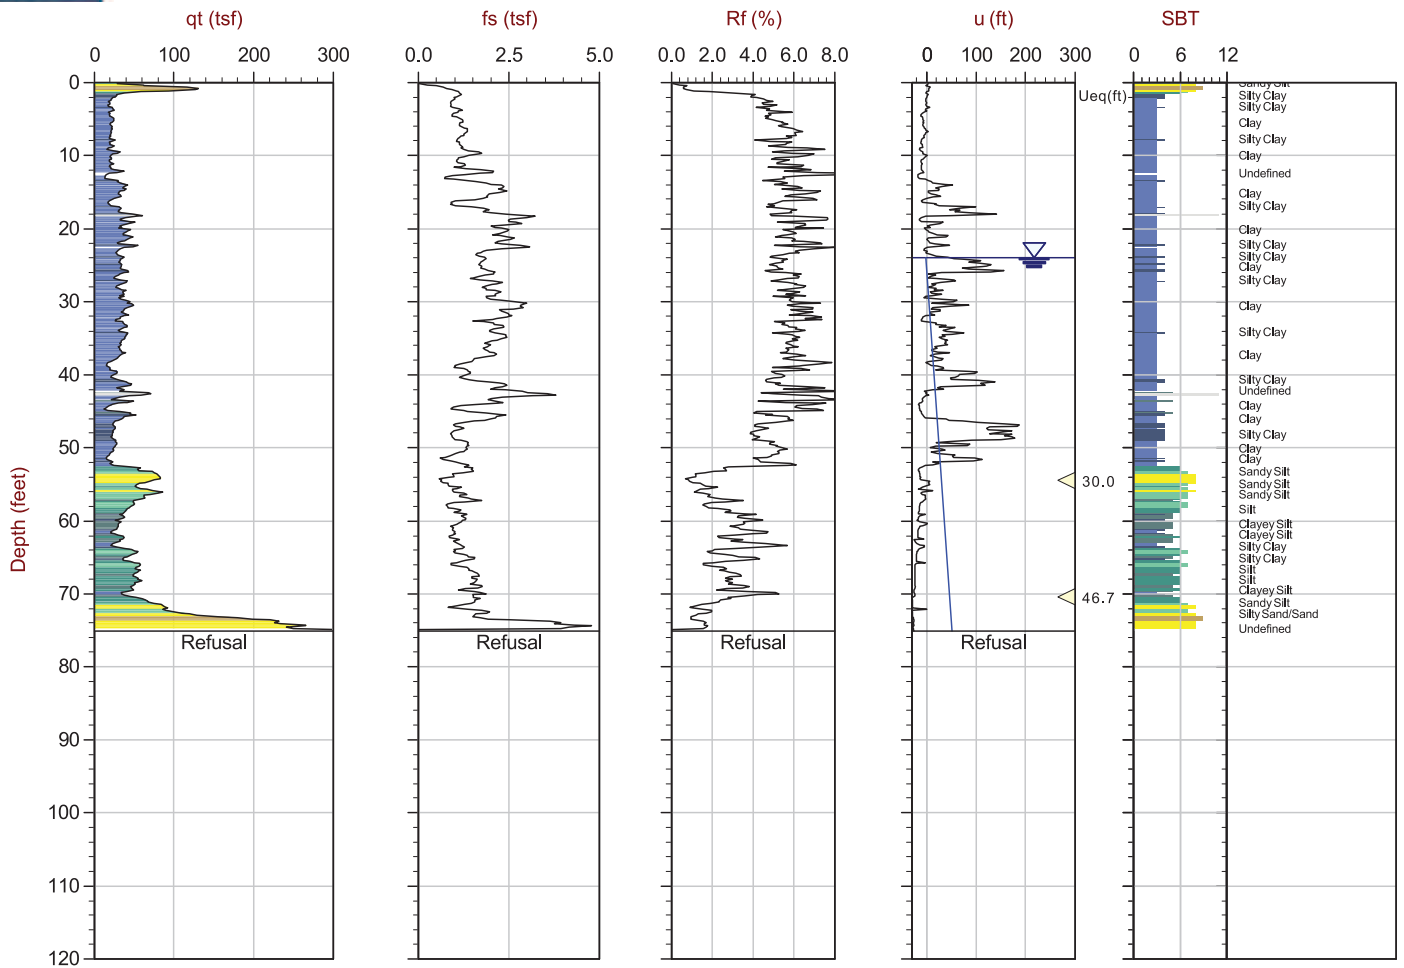 qt (tsf) fs (tsf) Rf (%) u (ft) SBT
0 100 200 300 0.0 2.5 5.0 0.0 2.0 4.0 6.0 8.0 0 100 200 300 0 6 12
Depth (feet)
0
10
20
30
40
50
60
70
80
90
100
110
120
Refusal Refusal Refusal
Ueq(ft)
30.0
46.7
Sandy Silt
Silty Clay
Silty Clay
Clay
Silty Clay
Clay
Undefined
Clay
Silty Clay
Clay
Silty Clay
Silty Clay
Clay
Silty Clay
Clay
Silty Clay
Clay
Silty Clay
Undefined
Clay
Clay
Silty Clay
Clay
Clay
Sandy Silt
Sandy Silt
Sandy Silt
Silt
Clayey Silt
Clayey Silt
Silty Clay
Silty Clay
Silt
Silt
Clayey Silt
Sandy Silt
Silty Sand/Sand
Undefined